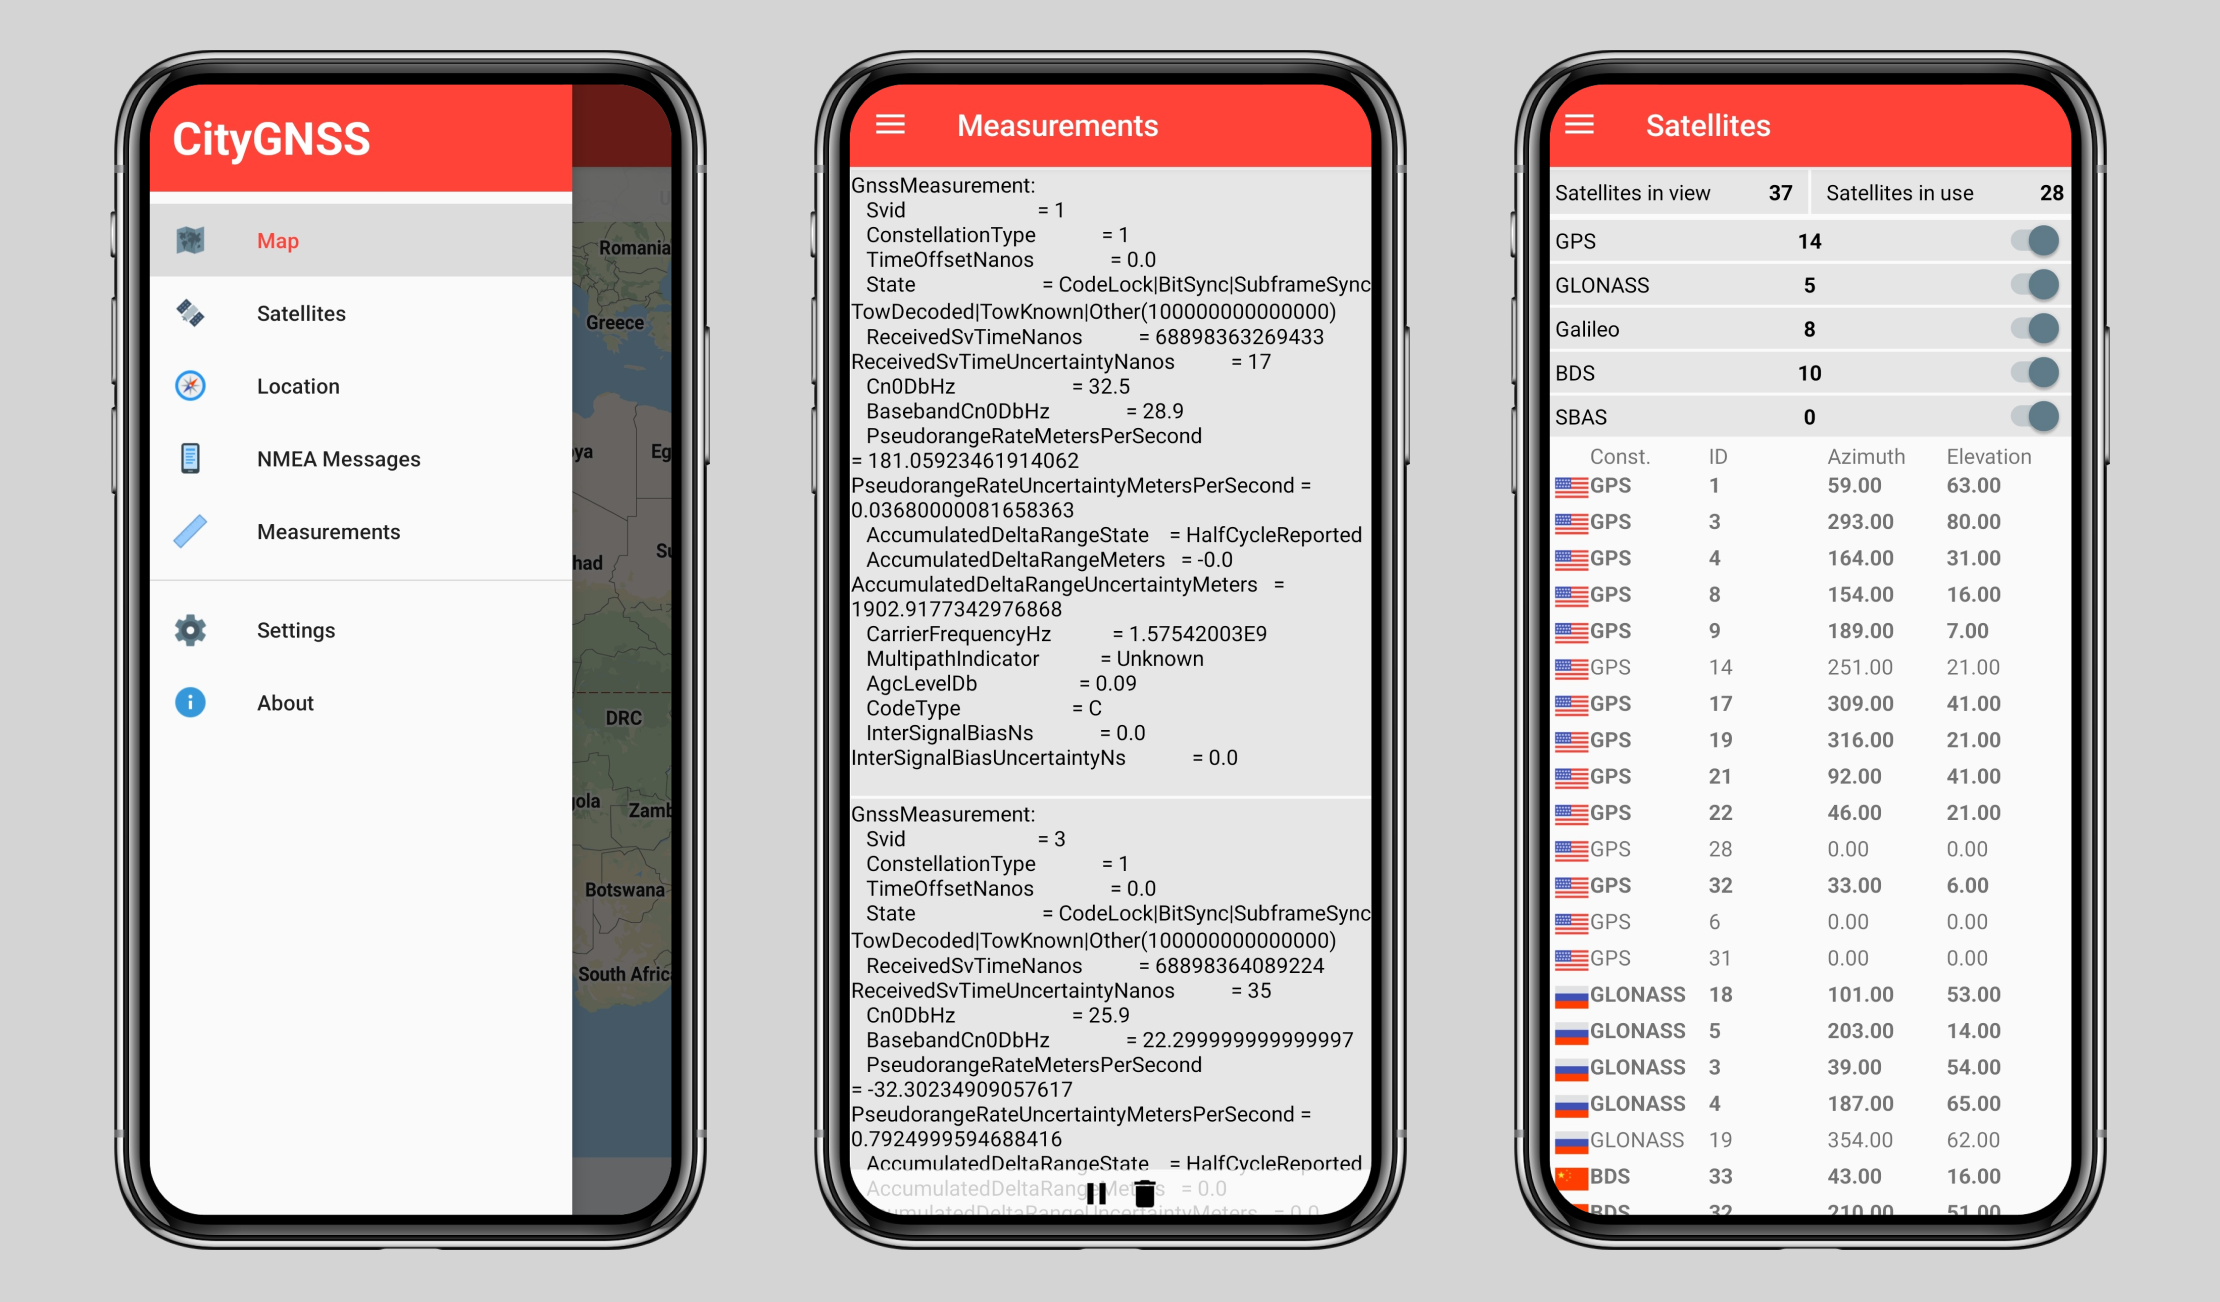 CityGNSS
Map
Satellites
Location
NMEA Messages
Measurements
Settings
About
Romania
Greece
ya
Eg
Su
had
DRC
gola
Zamb
Botswana
South Afric
Measurements
GnssMeasurement:
Svid = 1
ConstellationType = 1
TimeOffsetNanos = 0.0
State = CodeLock|BitSync|SubframeSync
TowDecoded|TowKnown|Other(100000000000000)
ReceivedSvTimeNanos = 68898363269433
ReceivedSvTimeUncertaintyNanos = 17
Cn0DbHz = 32.5
BasebandCn0DbHz = 28.9
PseudorangeRateMetersPerSecond
= 181.05923461914062
PseudorangeRateUncertaintyMetersPerSecond =
0.03680000081658363
AccumulatedDeltaRangeState = HalfCycleReported
AccumulatedDeltaRangeMeters = -0.0
AccumulatedDeltaRangeUncertaintyMeters =
1902.9177342976868
CarrierFrequencyHz = 1.57542003E9
MultipathIndicator = Unknown
AgcLevelDb = 0.09
CodeType = C
InterSignalBiasNs = 0.0
InterSignalBiasUncertaintyNs = 0.0
GnssMeasurement:
Svid = 3
ConstellationType = 1
TimeOffsetNanos = 0.0
State = CodeLock|BitSync|SubframeSync
TowDecoded|TowKnown|Other(100000000000000)
ReceivedSvTimeNanos = 68898364089224
ReceivedSvTimeUncertaintyNanos = 35
Cn0DbHz = 25.9
BasebandCn0DbHz = 22.299999999999997
PseudorangeRateMetersPerSecond
= -32.30234909057617
PseudorangeRateUncertaintyMetersPerSecond =
0.7924999594688416
AccumulatedDeltaRangeState = HalfCycleReported
AccumulatedDeltaRangeMeters = 0.0
cumulatedDeltaRangeUncertaintyMeters = 0.0
Satellites
Satellites in view 37 Satellites in use 28
GPS 14
GLONASS 5
Galileo 8
BDS 10
SBAS 0
Const. ID Azimuth Elevation
GPS 1 59.00 63.00
GPS 3 293.00 80.00
GPS 4 164.00 31.00
GPS 8 154.00 16.00
GPS 9 189.00 7.00
GPS 14 251.00 21.00
GPS 17 309.00 41.00
GPS 19 316.00 21.00
GPS 21 92.00 41.00
GPS 22 46.00 21.00
GPS 28 0.00 0.00
GPS 32 33.00 6.00
GPS 6 0.00 0.00
GPS 31 0.00 0.00
GLONASS 18 101.00 53.00
GLONASS 5 203.00 14.00
GLONASS 3 39.00 54.00
GLONASS 4 187.00 65.00
GLONASS 19 354.00 62.00
BDS 33 43.00 16.00
BDS 32 210.00 51.00